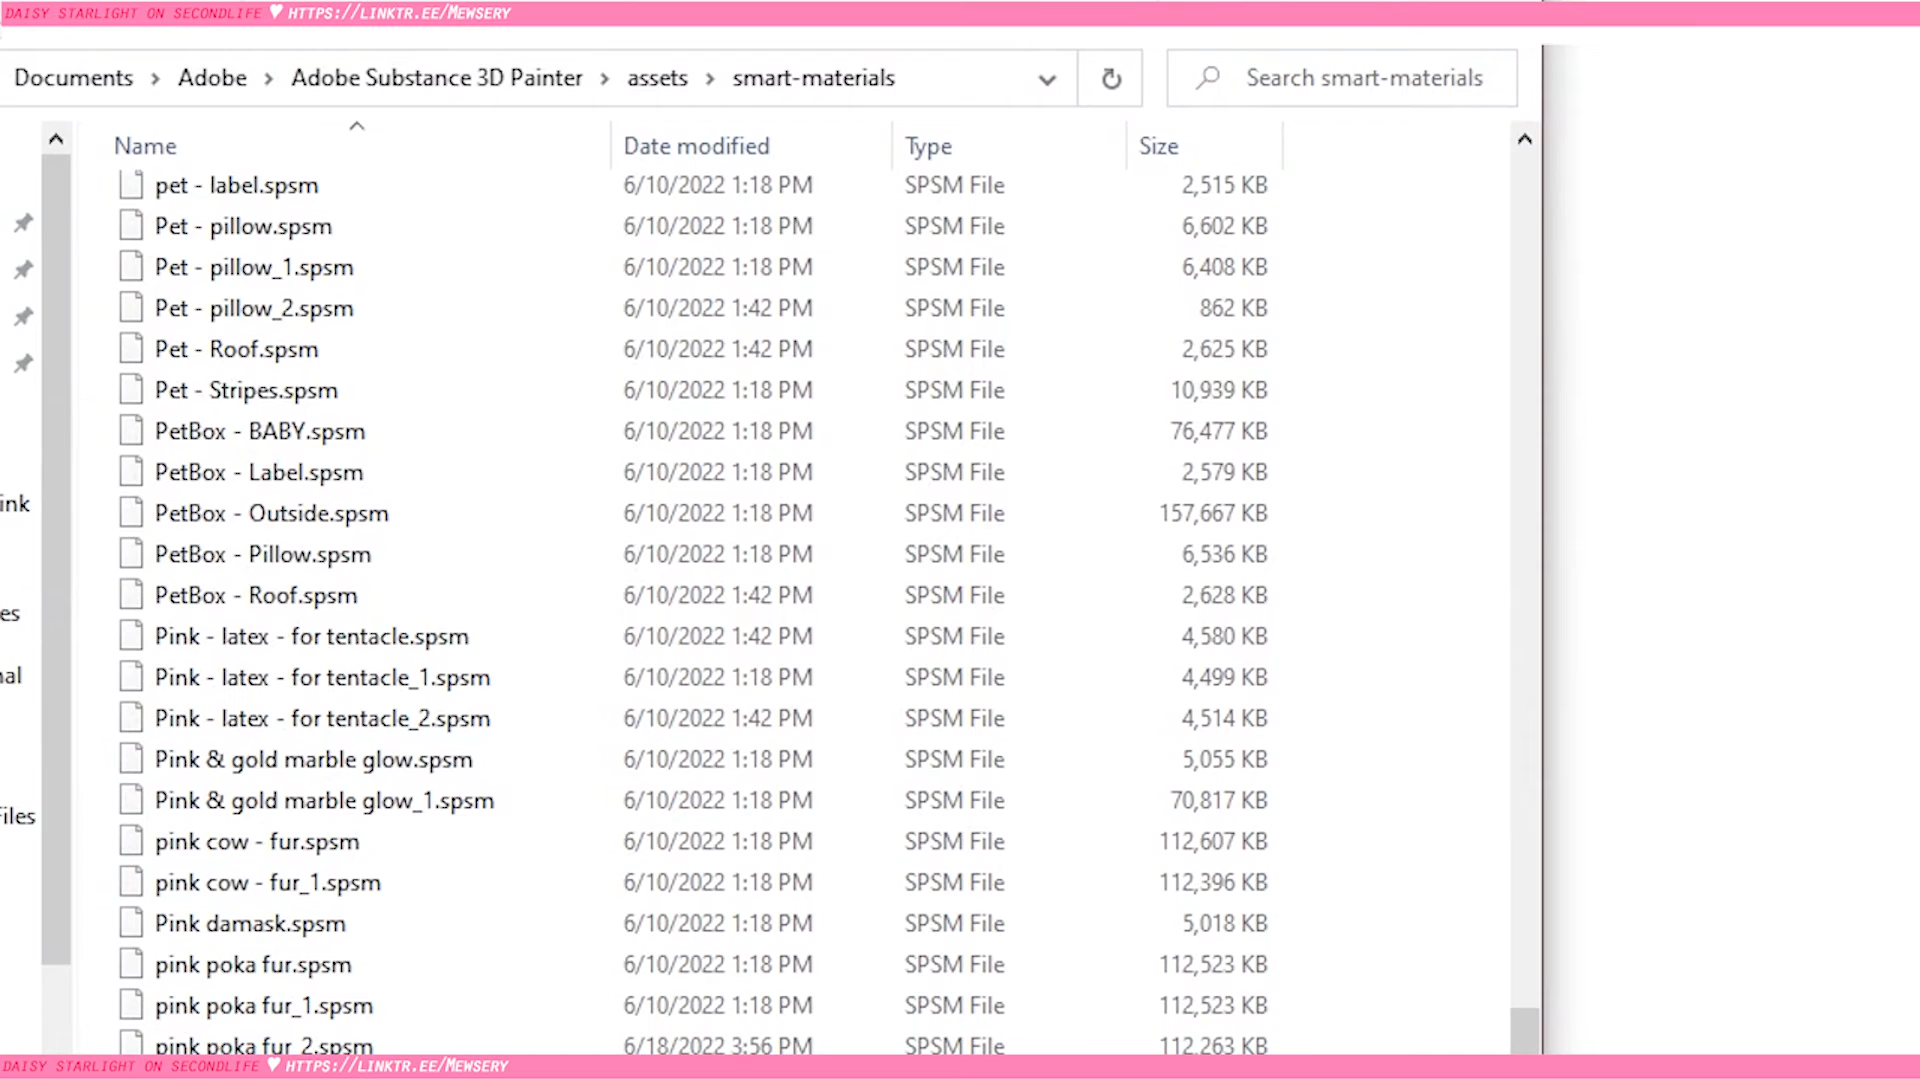 DAISY STARLIGHT ON SECONDLIFE ♥ HTTPS://LINKTR.EE/MEWSERY
Documents > Adobe > Adobe Substance 3D Painter > assets > smart-materials
Search smart-materials
Name Date modified Type Size
pet - label.spsm 6/10/2022 1:18 PM SPSM File 2,515 KB
Pet - pillow.spsm 6/10/2022 1:18 PM SPSM File 6,602 KB
Pet - pillow_1.spsm 6/10/2022 1:18 PM SPSM File 6,408 KB
Pet - pillow_2.spsm 6/10/2022 1:42 PM SPSM File 862 KB
Pet - Roof.spsm 6/10/2022 1:42 PM SPSM File 2,625 KB
Pet - Stripes.spsm 6/10/2022 1:18 PM SPSM File 10,939 KB
PetBox - BABY.spsm 6/10/2022 1:18 PM SPSM File 76,477 KB
PetBox - Label.spsm 6/10/2022 1:18 PM SPSM File 2,579 KB
ink
PetBox - Outside.spsm 6/10/2022 1:18 PM SPSM File 157,667 KB
PetBox - Pillow.spsm 6/10/2022 1:18 PM SPSM File 6,536 KB
PetBox - Roof.spsm 6/10/2022 1:42 PM SPSM File 2,628 KB
es
Pink - latex - for tentacle.spsm 6/10/2022 1:42 PM SPSM File 4,580 KB
nal
Pink - latex - for tentacle_1.spsm 6/10/2022 1:18 PM SPSM File 4,499 KB
Pink - latex - for tentacle_2.spsm 6/10/2022 1:42 PM SPSM File 4,514 KB
Pink & gold marble glow.spsm 6/10/2022 1:18 PM SPSM File 5,055 KB
Pink & gold marble glow_1.spsm 6/10/2022 1:18 PM SPSM File 70,817 KB
Files
pink cow - fur.spsm 6/10/2022 1:18 PM SPSM File 112,607 KB
pink cow - fur_1.spsm 6/10/2022 1:18 PM SPSM File 112,396 KB
Pink damask.spsm 6/10/2022 1:18 PM SPSM File 5,018 KB
pink poka fur.spsm 6/10/2022 1:18 PM SPSM File 112,523 KB
pink poka fur_1.spsm 6/10/2022 1:18 PM SPSM File 112,523 KB
pink poka fur_2.spsm 6/18/2022 3:56 PM SPSM File 112,263 KB
DAISY STARLIGHT ON SECONDLIFE ♥ HTTPS://LINKTR.EE/MEWSERY